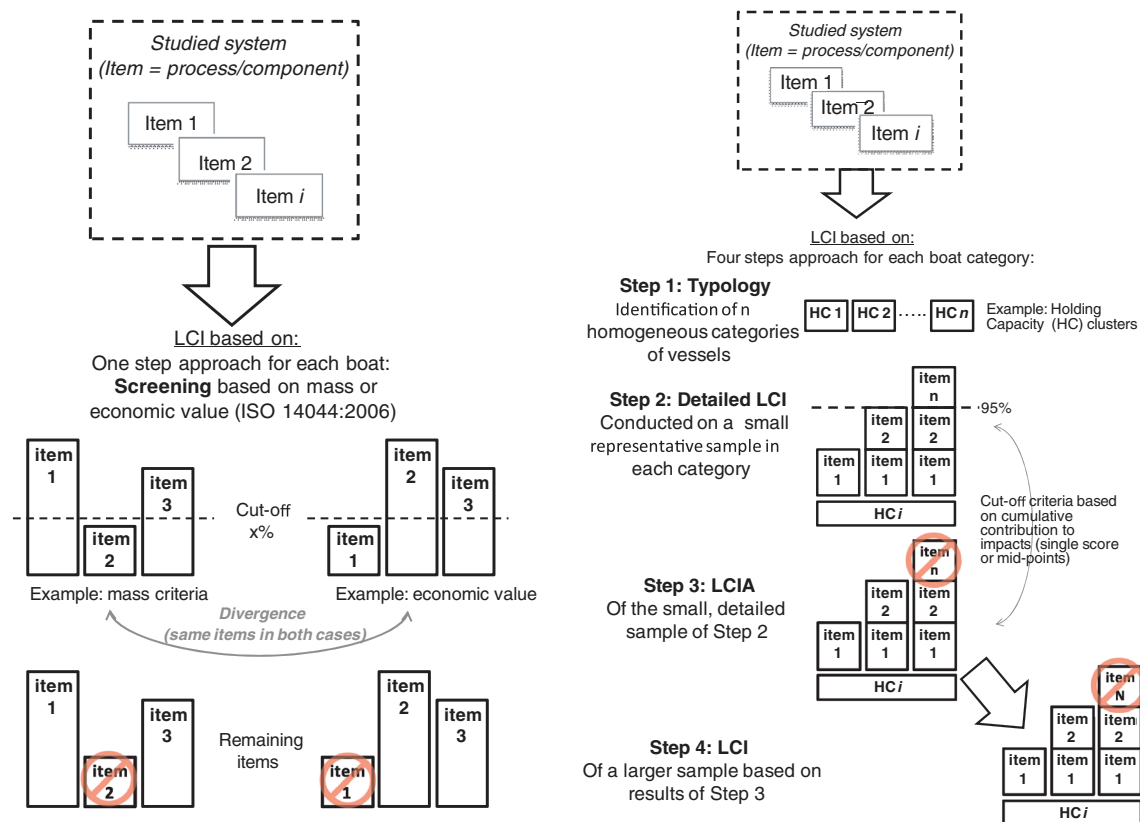 Studied system
(Item = process/component)
Item 1
Item 2
Item i
LCI based on:
One step approach for each boat:
Screening based on mass or
economic value (ISO 14044:2006)
item
1
item
2
item
3
Cut-off
x%
item
1
item
2
item
3
Example: mass criteria
Example: economic value
Divergence
(same items in both cases)
item
1
item
2
item
3
Remaining
items
item
1
item
2
item
3
Studied system
(Item = process/component)
Item 1
Item 2
Item i
LCI based on:
Four steps approach for each boat category:
Step 1: Typology
Identification of n
homogeneous categories
of vessels
HC 1 HC 2 ..... HC n
Example: Holding
Capacity (HC) clusters
Step 2: Detailed LCI
Conducted on a small
representative sample in
each category
item
n
95%
item
2
item
2
item
1
item
1
item
1
HC i
Cut-off criteria based
on cumulative
contribution to
impacts (single score
or mid-points)
Step 3: LCIA
Of the small, detailed
sample of Step 2
item
n
item
2
item
2
item
1
item
1
item
1
HC i
Step 4: LCI
Of a larger sample based on
results of Step 3
item
N
item
2
item
2
item
1
item
1
item
1
HC i